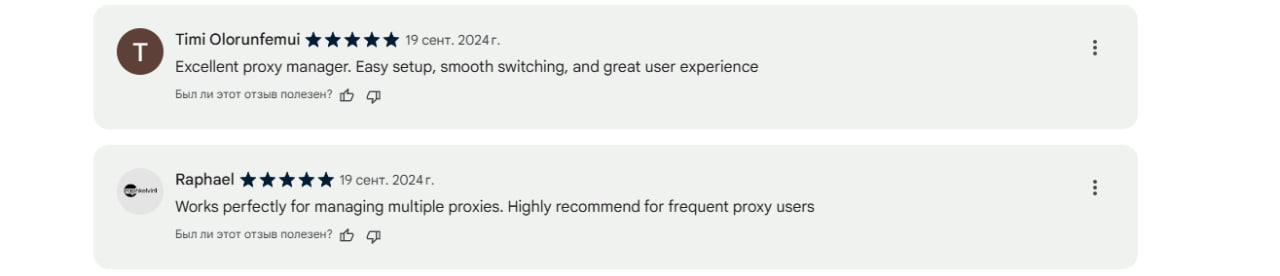 T
Timi Olorunfemui 19 сент. 2024 г.
Excellent proxy manager. Easy setup, smooth switching, and great user experience
Был ли этот отзыв полезен?
Raphael 19 сент. 2024 г.
Works perfectly for managing multiple proxies. Highly recommend for frequent proxy users
Был ли этот отзыв полезен?